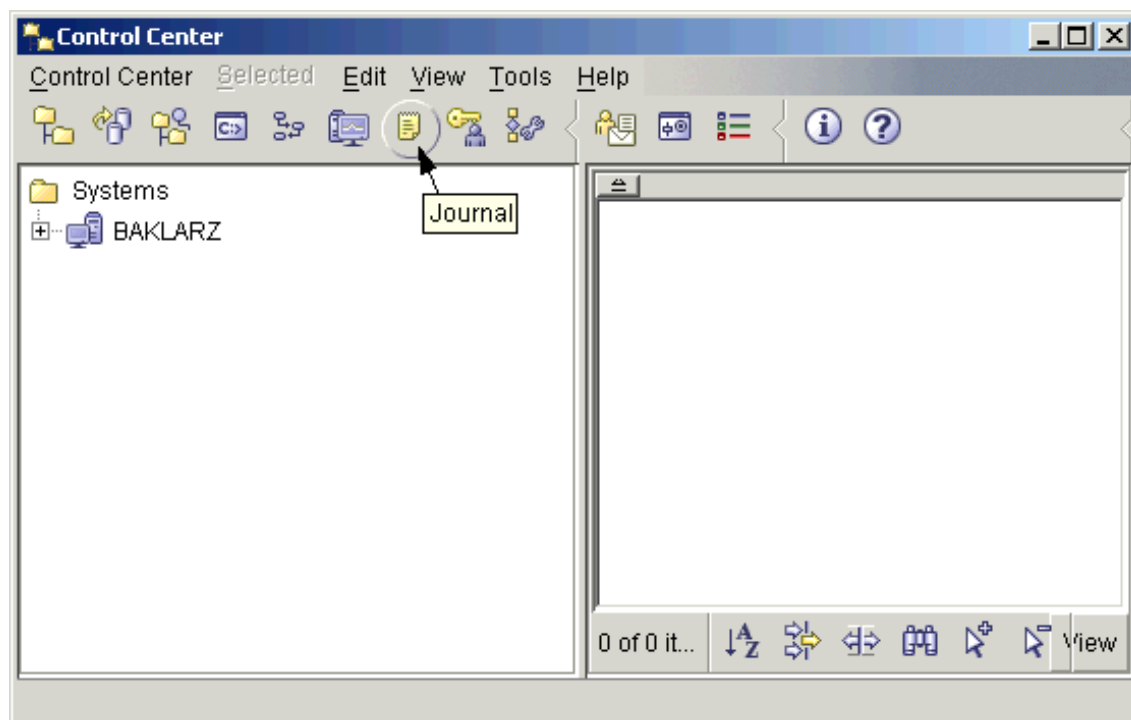 Control Center
Control Center Selected Edit View Tools Help
C:>
Systems
BAKLARZ
Journal
0 of 0 it...
A
Z
View